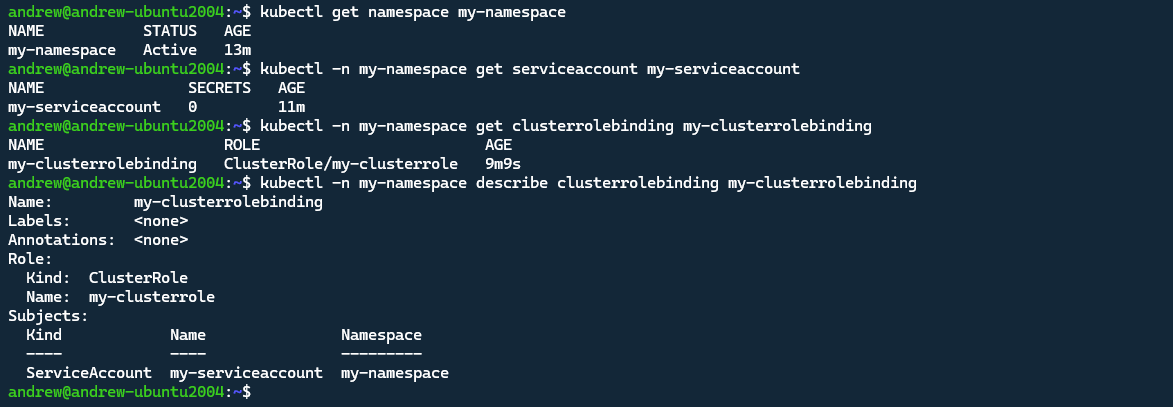 andrew@andrew-ubuntu2004:~$ kubectl get namespace my-namespace
NAME           STATUS   AGE
my-namespace   Active   13m
andrew@andrew-ubuntu2004:~$ kubectl -n my-namespace get serviceaccount my-serviceaccount
NAME                SECRETS   AGE
my-serviceaccount   0         11m
andrew@andrew-ubuntu2004:~$ kubectl -n my-namespace get clusterrolebinding my-clusterrolebinding
NAME                    ROLE                         AGE
my-clusterrolebinding   ClusterRole/my-clusterrole   9m9s
andrew@andrew-ubuntu2004:~$ kubectl -n my-namespace describe clusterrolebinding my-clusterrolebinding
Name:         my-clusterrolebinding
Labels:       <none>
Annotations:  <none>
Role:
  Kind:  ClusterRole
  Name:  my-clusterrole
Subjects:
  Kind            Name               Namespace
  ----            ----               ---------
  ServiceAccount  my-serviceaccount  my-namespace
andrew@andrew-ubuntu2004:~$